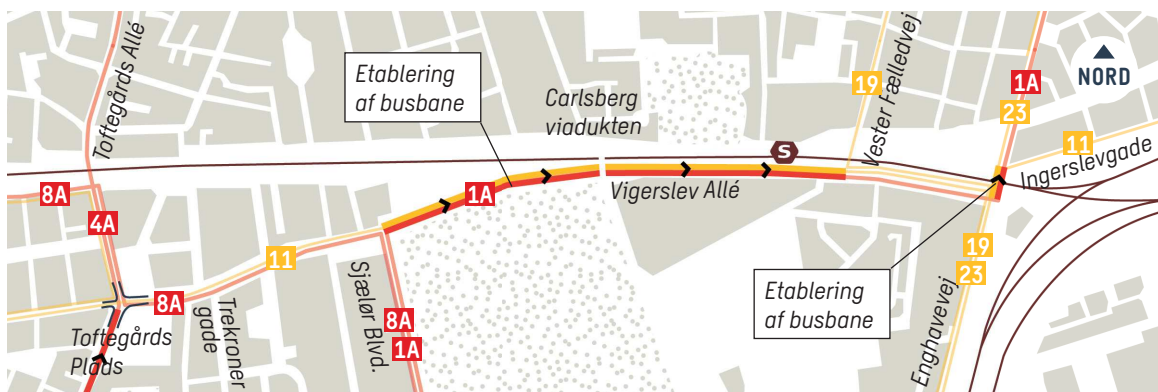 Toftegårds Allé
Etablering
af busbane
Carlsberg
viadukten
19
Vester Fælledvej
1A
23
NORD
11
Ingerslevgade
S
8A
4A
1A
Vigerslev Allé
11
8A
Trekroner
gade
Sjælør Blvd.
8A
1A
Toftegårds
Plads
Etablering
af busbane
19
23
Enghavevej